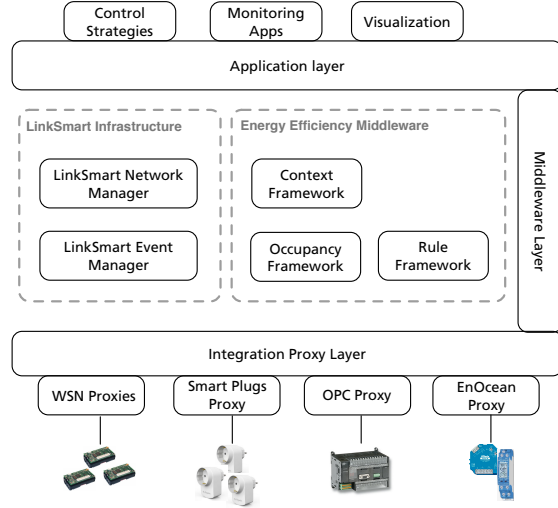 Control
Strategies
Monitoring
Apps
Visualization
Application layer
LinkSmart Infrastructure
Energy Efficiency Middleware
LinkSmart Network
Manager
Context
Framework
LinkSmart Event
Manager
Occupancy
Framework
Rule
Framework
Middleware Layer
Integration Proxy Layer
WSN Proxies
Smart Plugs
Proxy
OPC Proxy
EnOcean
Proxy